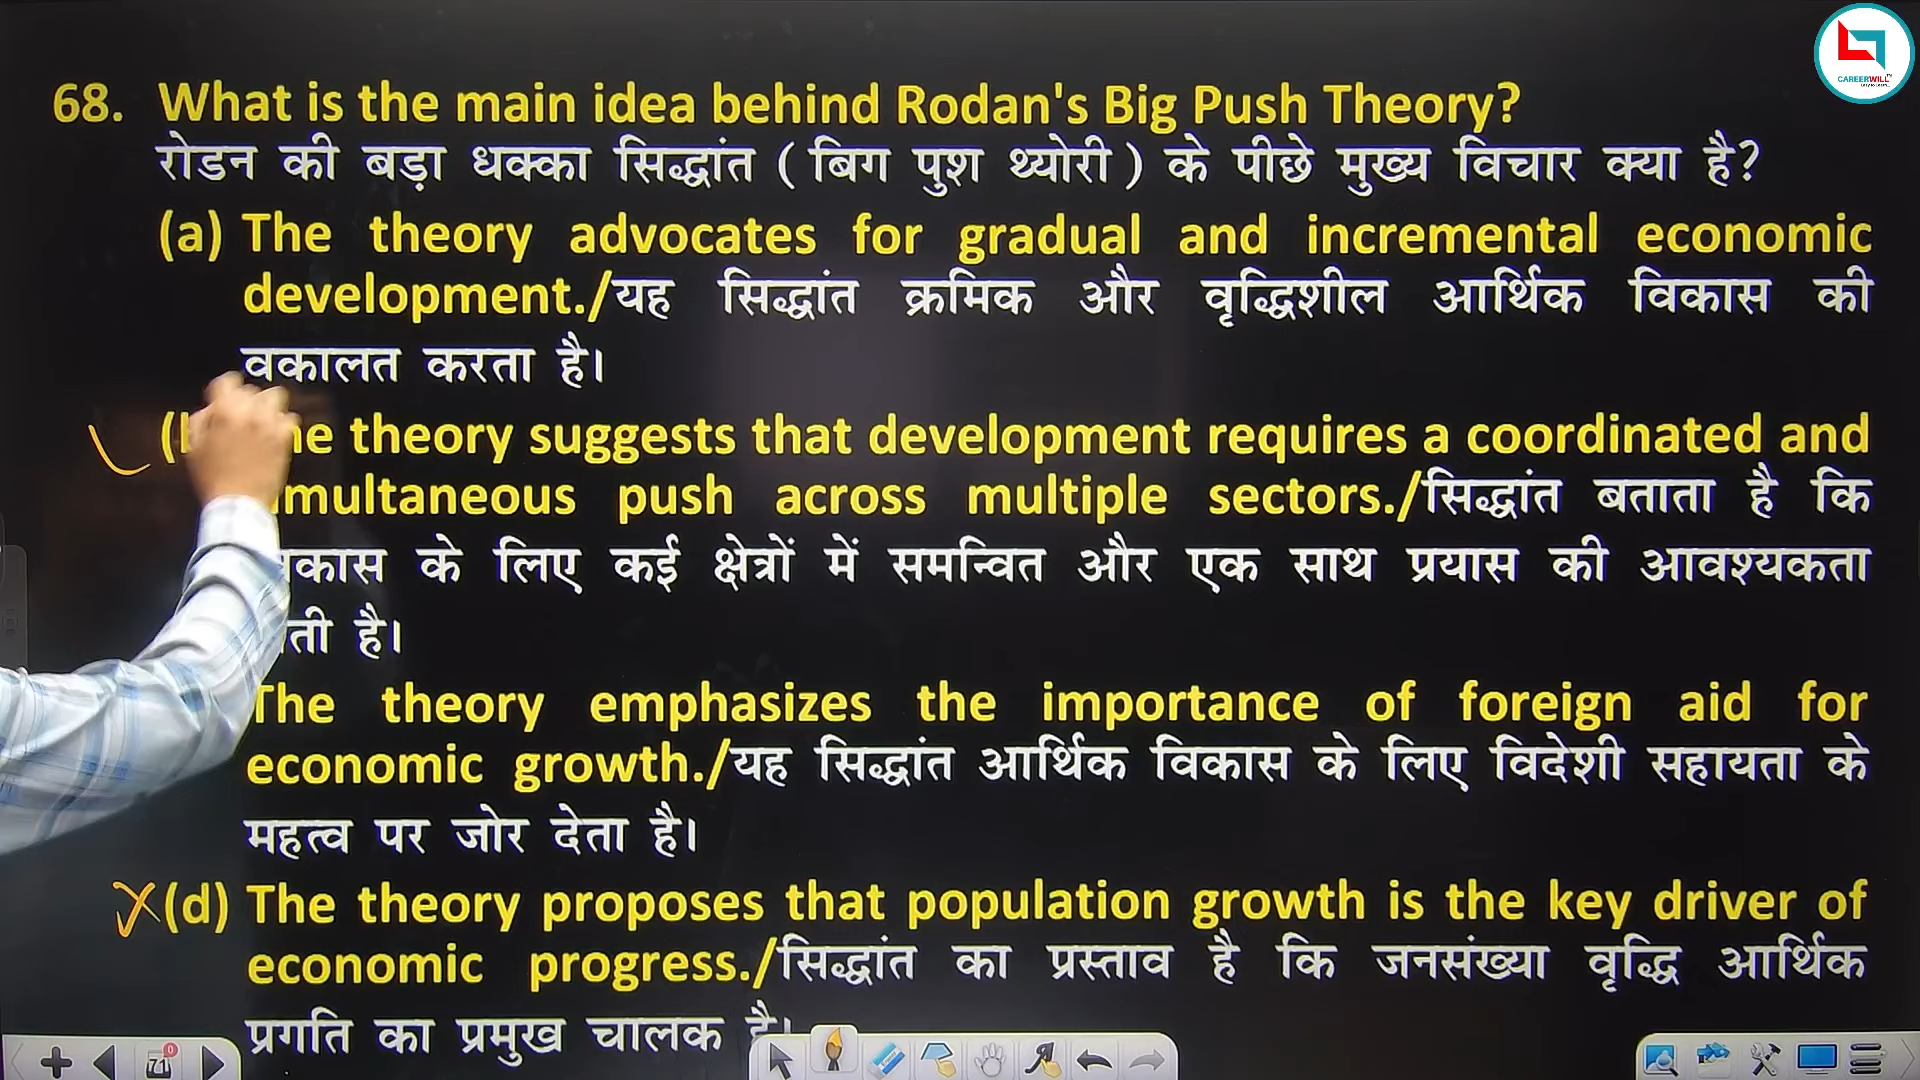 CAREERWILL
68. What is the main idea behind Rodan's Big Push Theory?
रोडन की बड़ा धक्का सिद्धांत ( बिग पुश थ्योरी ) के पीछे मुख्य विचार क्या है?
(a) The theory advocates for gradual and incremental economic
development./यह सिद्धांत क्रमिक और वृद्धिशील आर्थिक विकास की
वकालत करता है।
theory suggests that development requires a coordinated and
push across multiple sectors./सिद्धांत बताता है कि
के लिए कई क्षेत्रों में समन्वित और एक साथ प्रयास की आवश्यकता
है।
The theory emphasizes the importance of foreign aid for
economic growth./यह सिद्धांत आर्थिक विकास के लिए विदेशी सहायता के
महत्व पर जोर देता है।
(d) The theory proposes that population growth is the key driver of
economic progress./सिद्धांत का प्रस्ताव है कि जनसंख्या वृद्धि आर्थिक
प्रगति का प्रमुख चालक है।
71
0